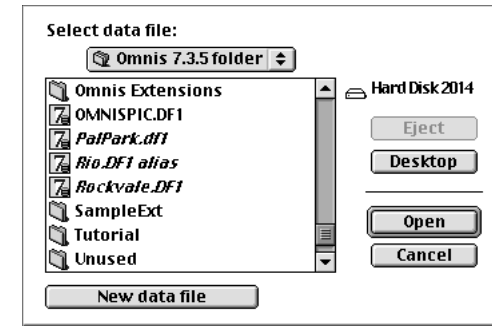 Select data file:
Omnis 7.3.5 folder
Omnis Extensions
OMNISPIC.DF1
PalPark.df1
Rio.DF1 alias
Rockvale.DF1
SampleExt
Tutorial
Unused
New data file
Hard Disk 2014
Eject
Desktop
Open
Cancel